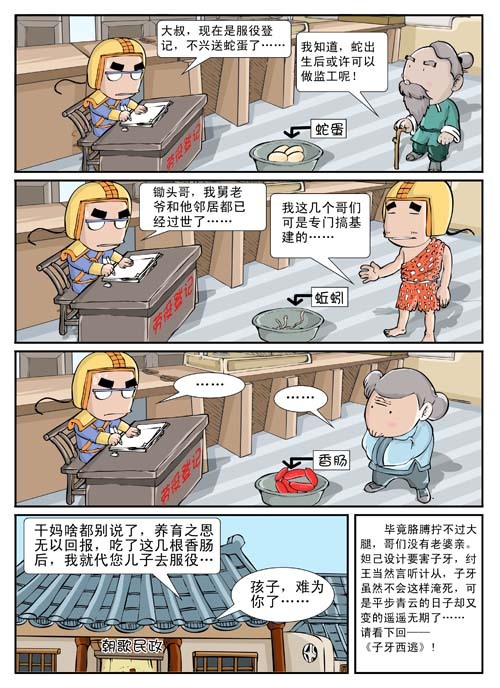 大叔，现在是服役登
记，不兴送蛇蛋了……
我知道，蛇出
生后或许可以
做监工呢！
蛇蛋
劳役登记
锄头哥，我舅老
爷和他邻居都已
经过世了……
我这几个哥们
可是专门搞基
建的……
蚯蚓
劳役登记
……
……
香肠
劳役登记
干妈啥都别说了，养育之恩
无以回报，吃了这几根香肠
后，我就代您儿子去服役…
孩子，难为
你了……
朝歌民政
毕竟胳膊拧不过大
腿，哥们没有老婆亲。
妲己设计要害子牙，纣
王当然言听计从，子牙
虽然不会这样淹死，可
是平步青云的日子却又
变的遥遥无期了……
请看下回——
《子牙西逃》！